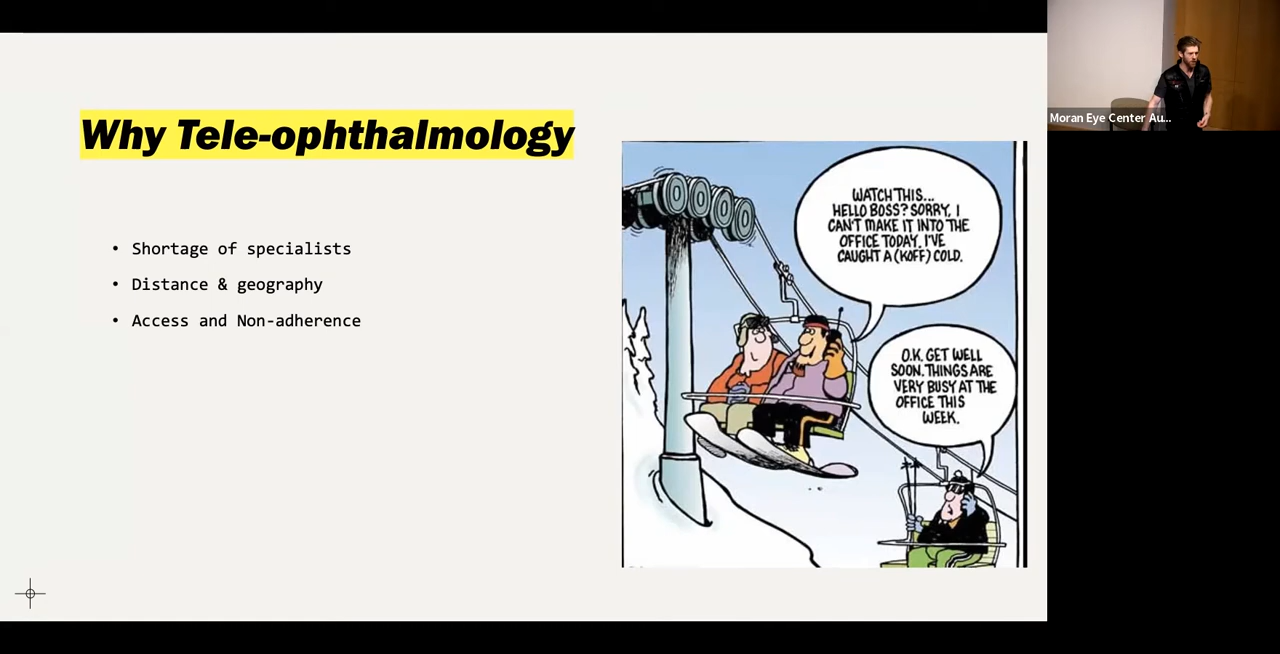 Why Tele-ophthalmology
• Shortage of specialists
• Distance & geography
• Access and Non-adherence
WATCH THIS...
HELLO BOSS? SORRY, I
CAN'T MAKE IT INTO THE
OFFICE TODAY. I'VE
CAUGHT A (KOFF) COLD.
O.K. GET WELL
SOON. THINGS ARE
VERY BUSY AT THE
OFFICE THIS
WEEK.
Moran Eye Center Au...